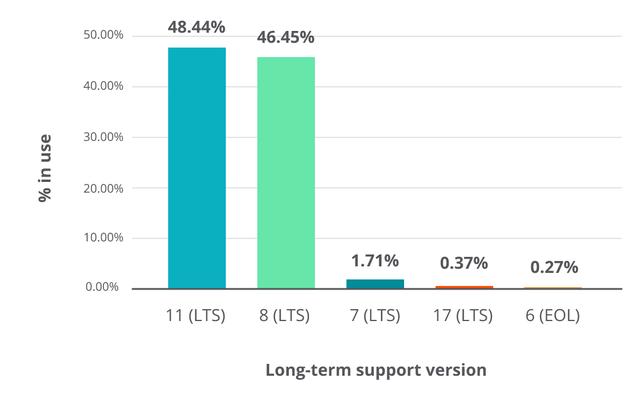 48.44%
46.45%
1.71%
0.37%
0.27%
50.00%
40.00%
30.00%
20.00%
10.00%
0.00%
% in use
11 (LTS)
8 (LTS)
7 (LTS)
17 (LTS)
6 (EOL)
Long-term support version